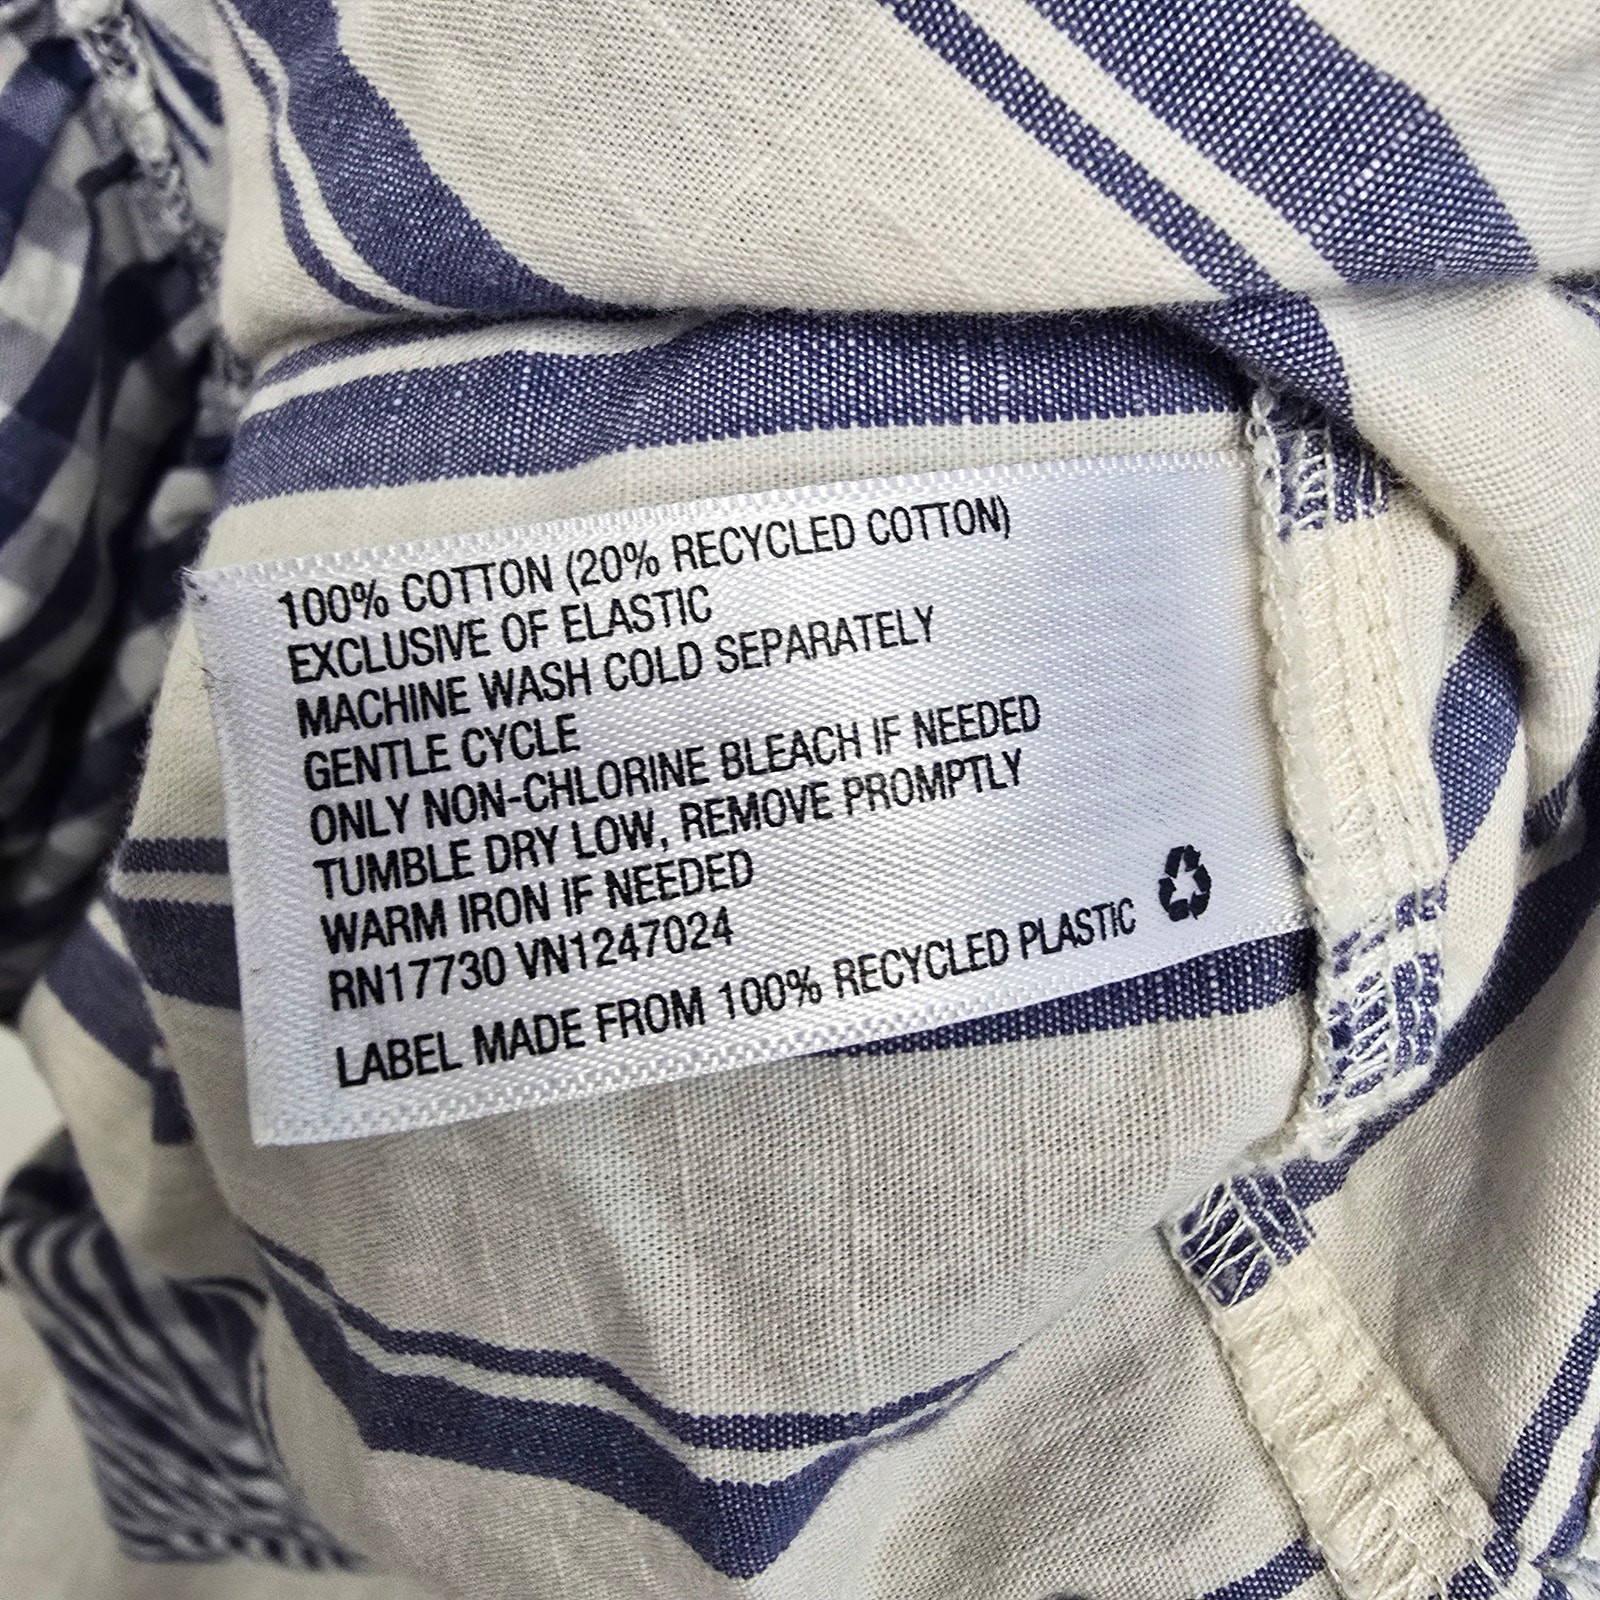 100% COTTON (20% RECYCLED COTTON)
EXCLUSIVE OF ELASTIC
MACHINE WASH COLD SEPARATELY
GENTLE CYCLE
ONLY NON-CHLORINE BLEACH IF NEEDED
TUMBLE DRY LOW, REMOVE PROMPTLY
WARM IRON IF NEEDED
RN17730 VN1247024
LABEL MADE FROM 100% RECYCLED PLASTIC